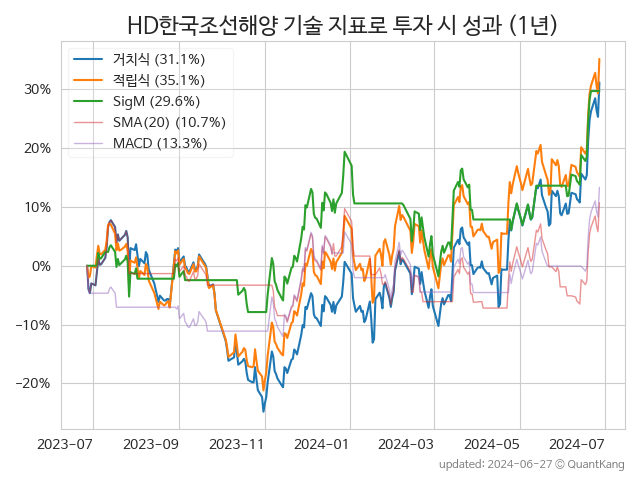 HD한국조선해양 기술 지표로 투자 시 성과 (1년)
거치식 (31.1%)
적립식 (35.1%)
SigM (29.6%)
SMA(20) (10.7%)
MACD (13.3%)
30%
20%
10%
0%
−10%
−20%
2023-07 2023-09 2023-11 2024-01 2024-03 2024-05 2024-07
updated: 2024-06-27 © QuantKang